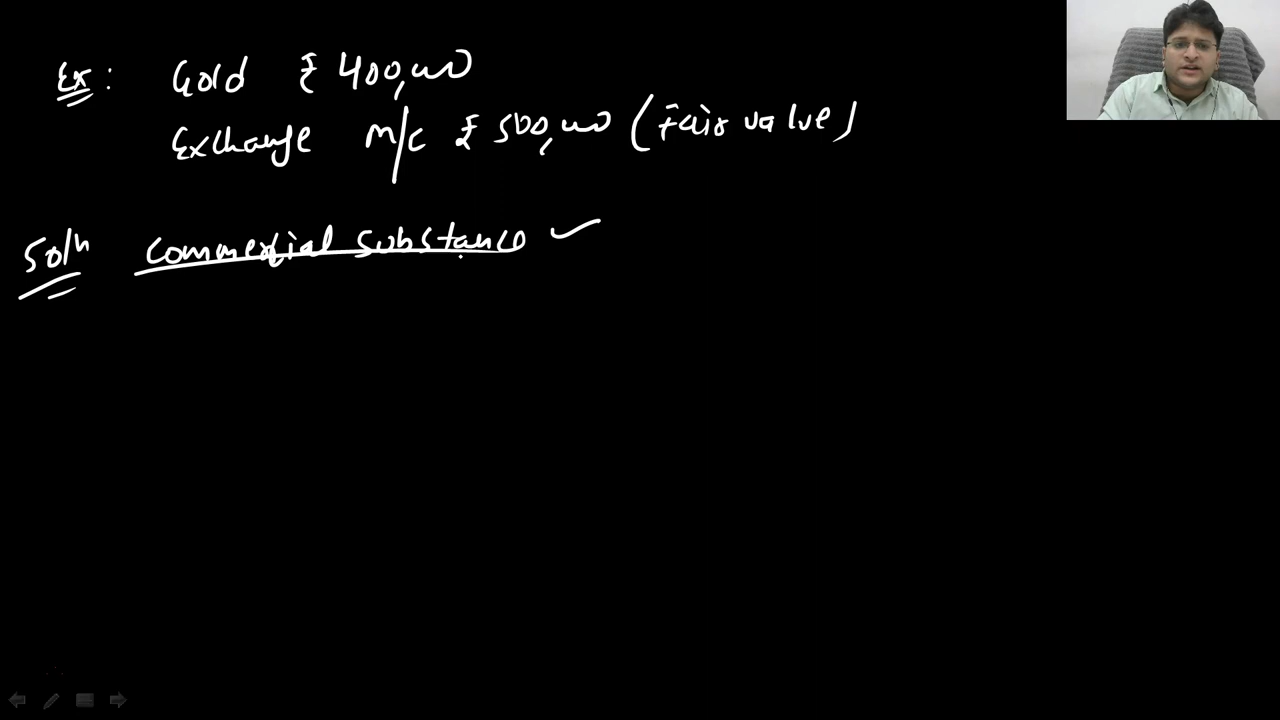 Ex: Gold ₹ 400,000
Exchange M/C ₹ 500,000 (Fair value)
Soln Commercial substance ✓